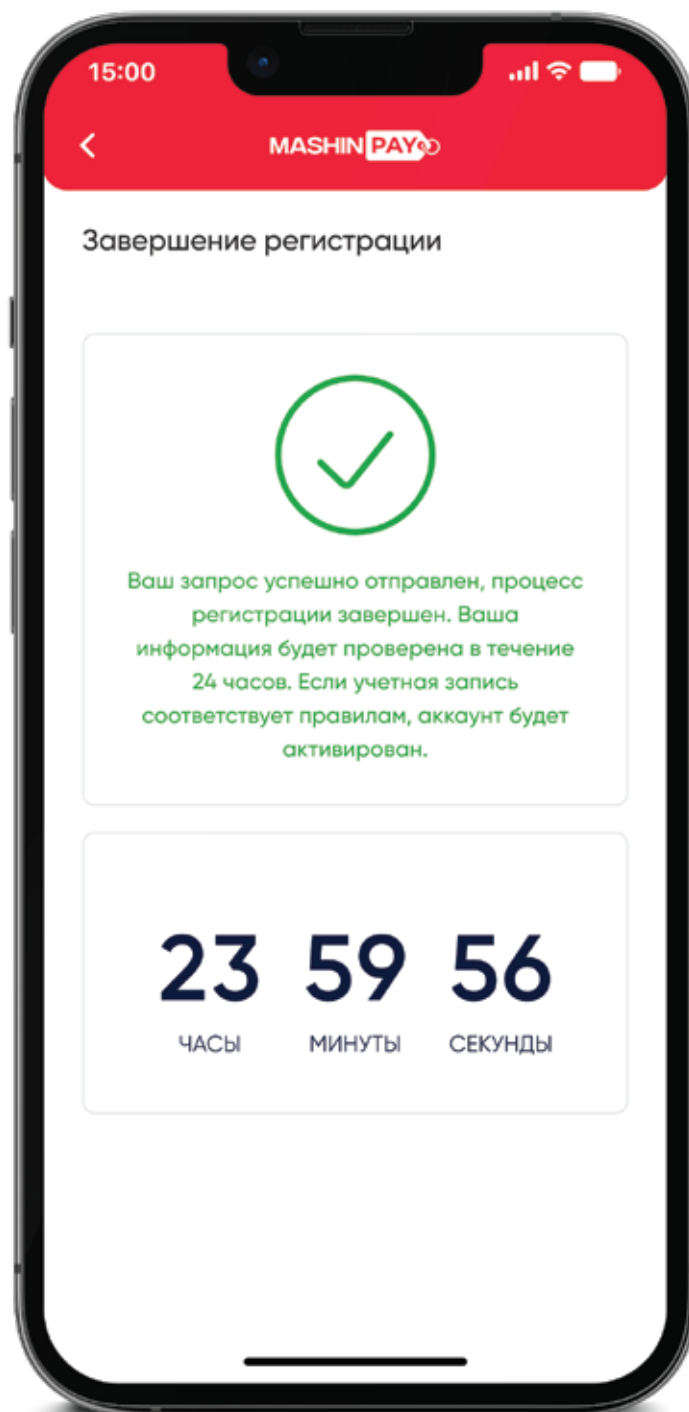 15:00
MASHIN PAY
Завершение регистрации
Ваш запрос успешно отправлен, процесс
регистрации завершен. Ваша
информация будет проверена в течение
24 часов. Если учетная запись
соответствует правилам, аккаунт будет
активирован.
23 59 56
ЧАСЫ МИНУТЫ СЕКУНДЫ